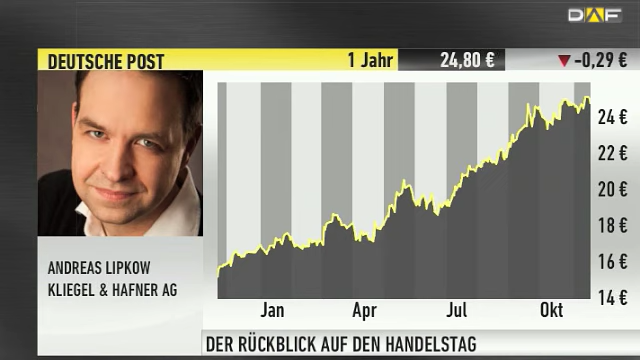 DAF
DEUTSCHE POST
1 Jahr
24,80 €
-0,29 €
24 €
22 €
20 €
18 €
16 €
14 €
Jan
Apr
Jul
Okt
ANDREAS LIPKOW
KLIEGEL & HAFNER AG
DER RÜCKBLICK AUF DEN HANDELSTAG